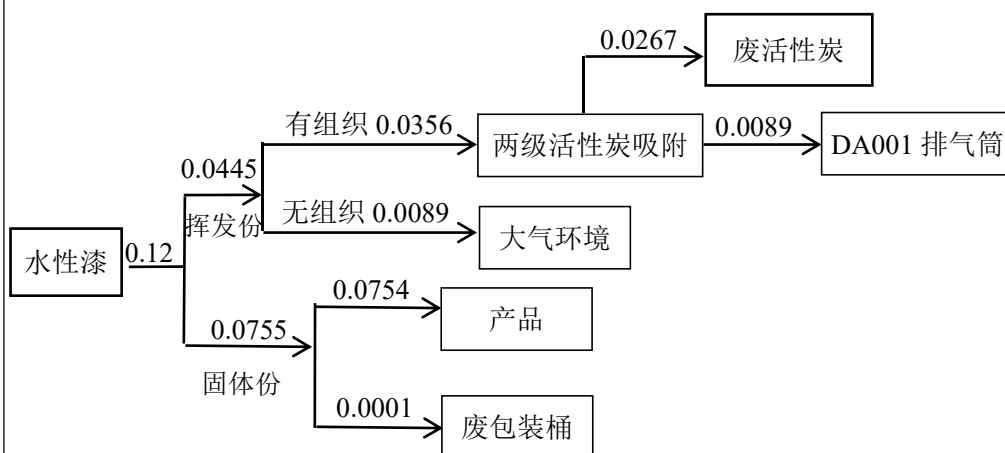 0.0267
废活性炭
有组织 0.0356
两级活性炭吸附
0.0089
DA001 排气筒
0.0445
挥发份
无组织 0.0089
大气环境
水性漆
0.12
0.0754
产品
0.0755
固体份
0.0001
废包装桶